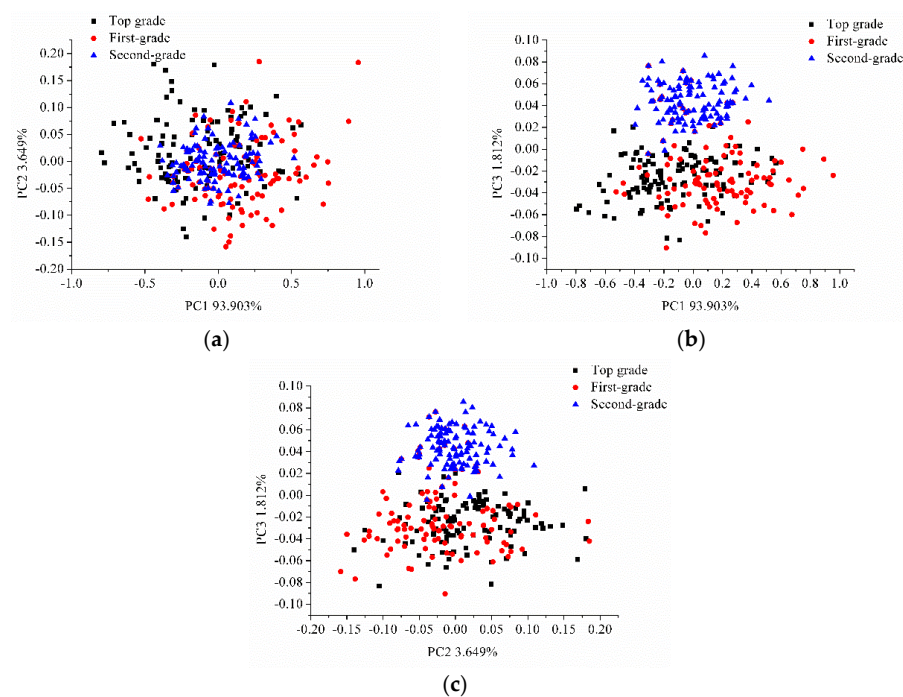 Top grade
First-grade
Second-grade
0.20
0.15
0.10
0.05
0.00
-0.05
-0.10
-0.15
-0.20
PC2 3.649%
-1.0 -0.5 0.0 0.5 1.0
PC1 93.903%
(a)
Top grade
First-grade
Second-grade
0.10
0.08
0.06
0.04
0.02
0.00
-0.02
-0.04
-0.06
-0.08
-0.10
PC3 1.812%
-1.0 -0.8 -0.6 -0.4 -0.2 0.0 0.2 0.4 0.6 0.8 1.0
PC1 93.903%
(b)
Top grade
First-grade
Second-grade
0.10
0.08
0.06
0.04
0.02
0.00
-0.02
-0.04
-0.06
-0.08
-0.10
PC3 1.812%
-0.20 -0.15 -0.10 -0.05 0.00 0.05 0.10 0.15 0.20
PC2 3.649%
(c)